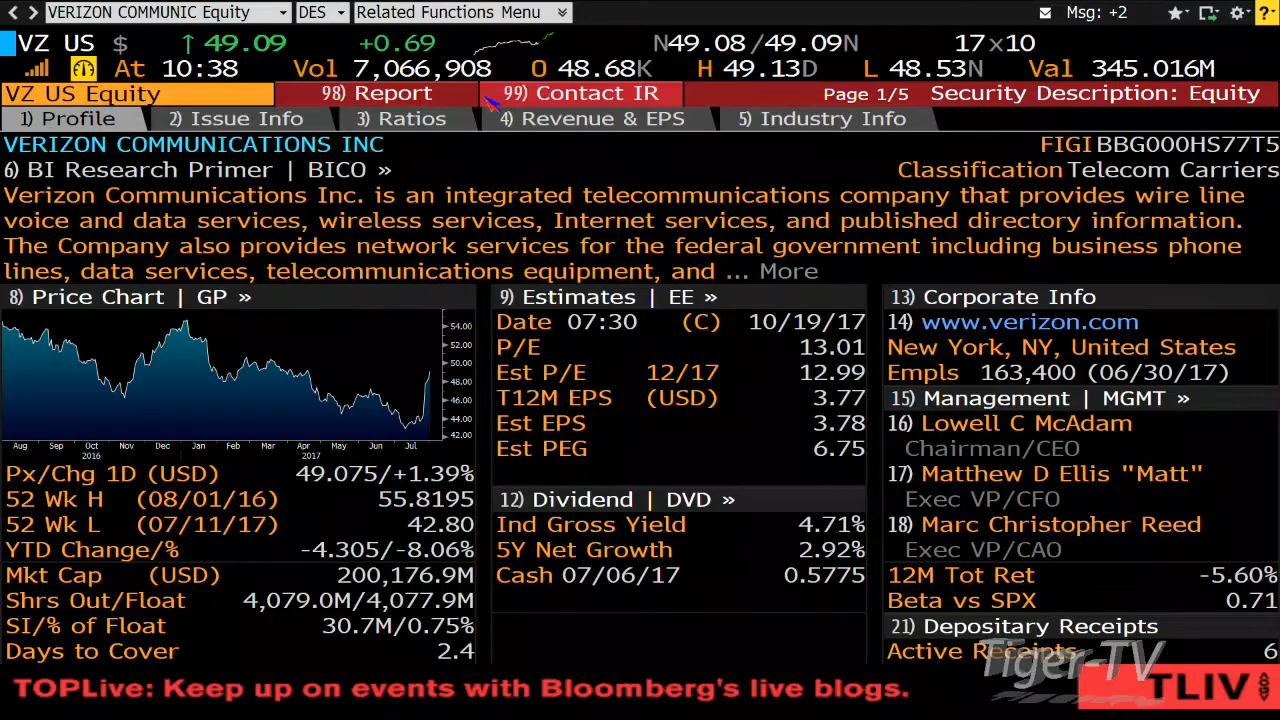 VERIZON COMMUNIC Equity DES Related Functions Menu Msg: +2 ?
VZ US $ ↑ 49.09 +0.69 N49.08/49.09N 17x10
At 10:38 Vol 7,066,908 O 48.68K H 49.13D L 48.53N Val 345.016M
VZ US Equity 98) Report 99) Contact IR Page 1/5 Security Description: Equity
1) Profile 2) Issue Info 3) Ratios 4) Revenue & EPS 5) Industry Info
VERIZON COMMUNICATIONS INC FIGI BBG000HS77T5
6) BI Research Primer | BICO » Classification Telecom Carriers
Verizon Communications Inc. is an integrated telecommunications company that provides wire line
voice and data services, wireless services, Internet services, and published directory information.
The Company also provides network services for the federal government including business phone
lines, data services, telecommunications equipment, and ... More
8) Price Chart | GP »
54.00
52.00
50.00
48.00
46.00
44.00
42.00
Aug Sep Oct Nov Dec Jan Feb Mar Apr May Jun Jul
2016 2017
Px/Chg 1D (USD) 49.075/+1.39%
52 Wk H (08/01/16) 55.8195
52 Wk L (07/11/17) 42.80
YTD Change/% -4.305/-8.06%
Mkt Cap (USD) 200,176.9M
Shrs Out/Float 4,079.0M/4,077.9M
SI/% of Float 30.7M/0.75%
Days to Cover 2.4
9) Estimates | EE »
Date 07:30 (C) 10/19/17
P/E 13.01
Est P/E 12/17 12.99
T12M EPS (USD) 3.77
Est EPS 3.78
Est PEG 6.75
12) Dividend | DVD »
Ind Gross Yield 4.71%
5Y Net Growth 2.92%
Cash 07/06/17 0.5775
13) Corporate Info
14) www.verizon.com
New York, NY, United States
Empls 163,400 (06/30/17)
15) Management | MGMT »
16) Lowell C McAdam
Chairman/CEO
17) Matthew D Ellis "Matt"
Exec VP/CFO
18) Marc Christopher Reed
Exec VP/CAO
12M Tot Ret -5.60%
Beta vs SPX 0.71
21) Depositary Receipts
Active Receipts 6
Tiger-TV
TOPLive: Keep up on events with Bloomberg's live blogs. TLIV